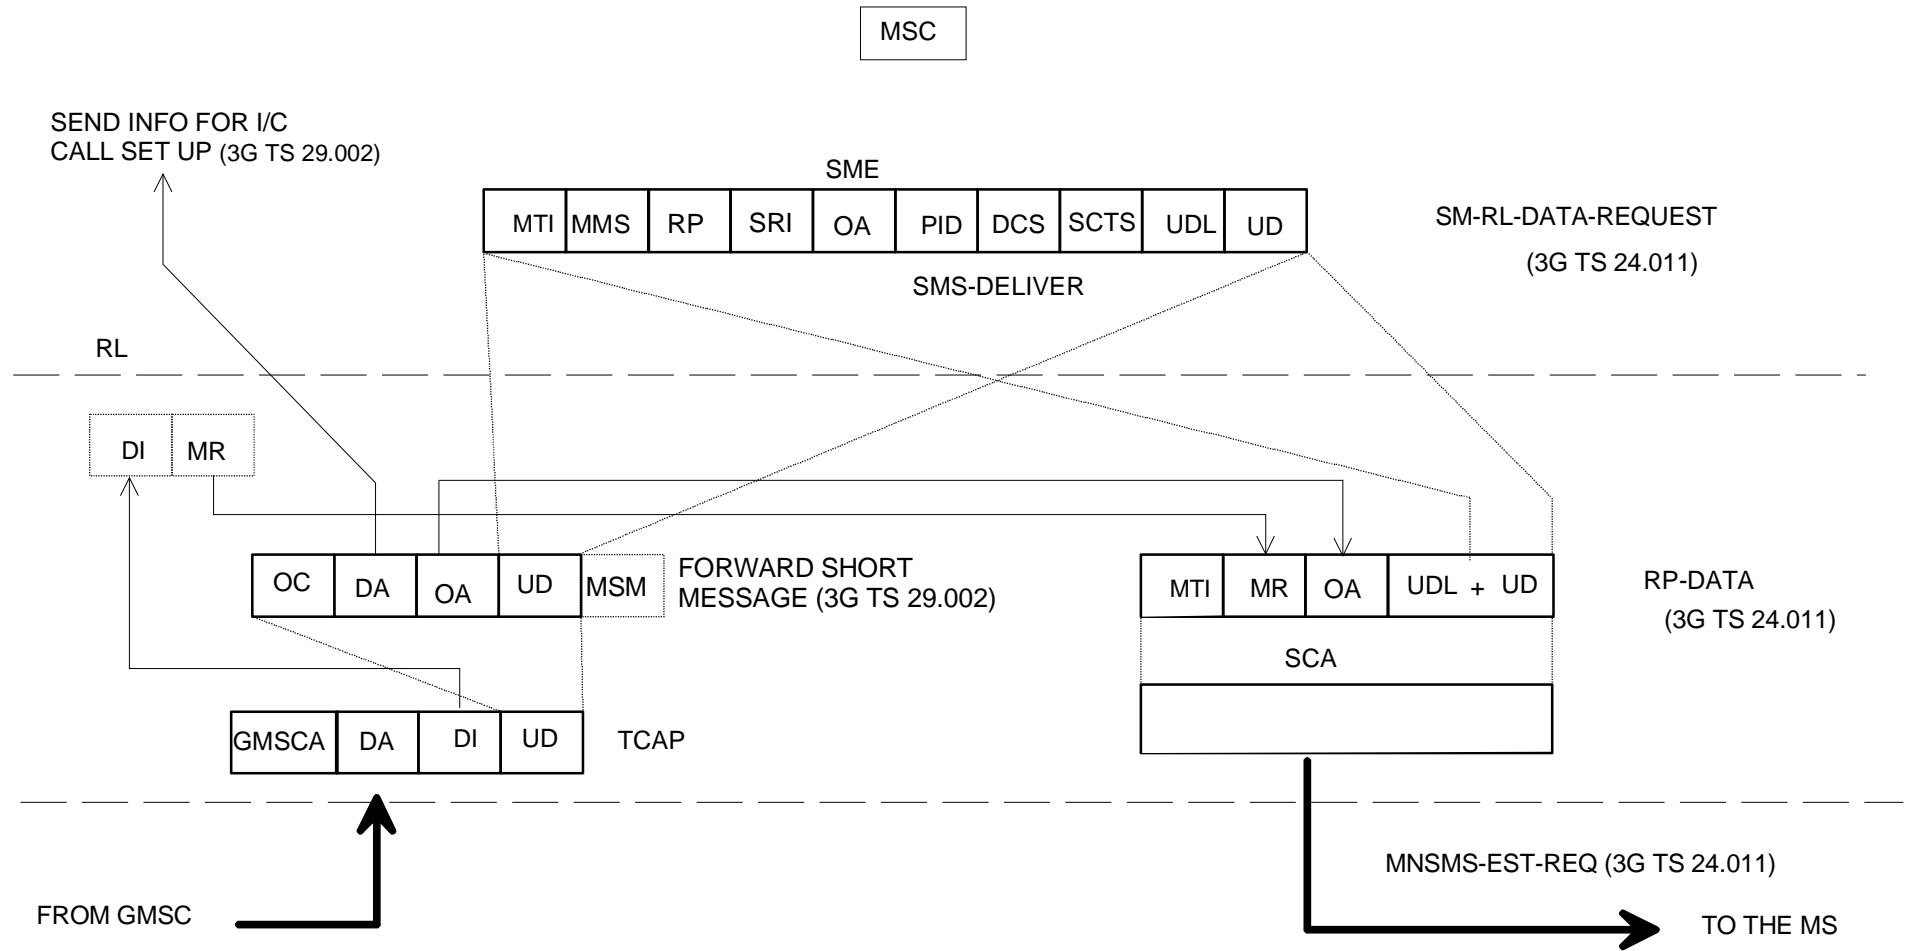 MSC
SEND INFO FOR I/C
CALL SET UP (3G TS 29.002)
SME
MTI MMS RP SRI OA PID DCS SCTS UDL UD
SM-RL-DATA-REQUEST
(3G TS 24.011)
SMS-DELIVER
RL
DI MR
OC DA OA UD MSM
FORWARD SHORT
MESSAGE (3G TS 29.002)
MTI MR OA UDL + UD
RP-DATA
(3G TS 24.011)
SCA
GMSCA DA DI UD TCAP
MNSMS-EST-REQ (3G TS 24.011)
FROM GMSC
TO THE MS